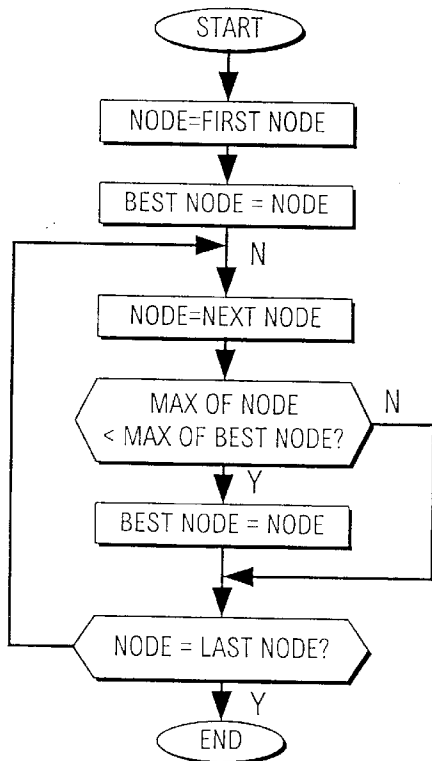 START
NODE=FIRST NODE
BEST NODE = NODE
N
NODE=NEXT NODE
MAX OF NODE
< MAX OF BEST NODE?
N
Y
BEST NODE = NODE
NODE = LAST NODE?
Y
END